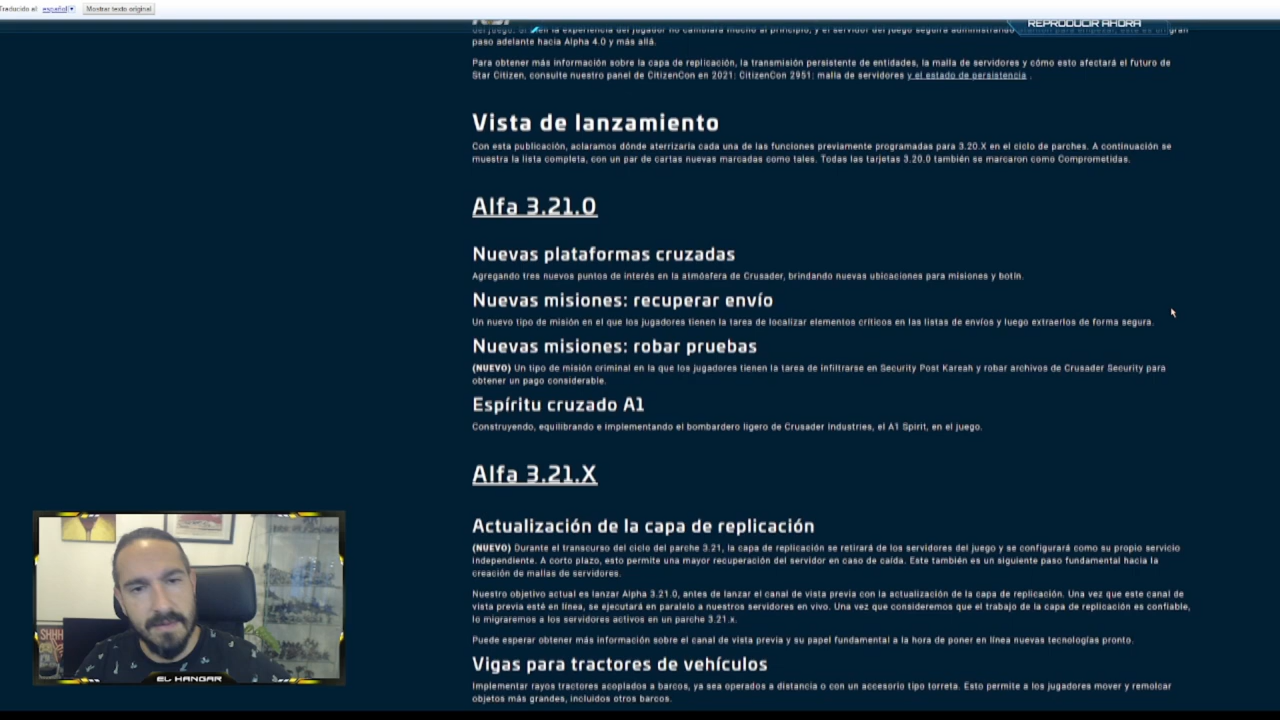 Traducido al: español Mostrar texto original
REPRODUCIR AHORA
en la experiencia del jugador no cambiará mucho al principio, y el servidor del juego seguirá administrando gran
paso adelante hacia Alpha 4.0 y más allá.
Para obtener más información sobre la capa de replicación, la transmisión persistente de entidades, la malla de servidores y cómo esto afectará el futuro de
Star Citizen, consulte nuestro panel de CitizenCon en 2021: CitizenCon 2951: malla de servidores y el estado de persistencia .
Vista de lanzamiento
Con esta publicación, aclaramos dónde aterrizaría cada una de las funciones previamente programadas para 3.20.X en el ciclo de parches. A continuación se
muestra la lista completa, con un par de cartas nuevas marcadas como tales. Todas las tarjetas 3.20.0 también se marcaron como Comprometidas.
Alfa 3.21.0
Nuevas plataformas cruzadas
Agregando tres nuevos puntos de interés en la atmósfera de Crusader, brindando nuevas ubicaciones para misiones y botín.
Nuevas misiones: recuperar envío
Un nuevo tipo de misión en el que los jugadores tienen la tarea de localizar elementos críticos en las listas de envíos y luego extraerlos de forma segura.
Nuevas misiones: robar pruebas
(NUEVO) Un tipo de misión criminal en la que los jugadores tienen la tarea de infiltrarse en Security Post Kareah y robar archivos de Crusader Security para
obtener un pago considerable.
Espíritu cruzado A1
Construyendo, equilibrando e implementando el bombardero ligero de Crusader Industries, el A1 Spirit, en el juego.
Alfa 3.21.X
Actualización de la capa de replicación
(NUEVO) Durante el transcurso del ciclo del parche 3.21, la capa de replicación se retirará de los servidores del juego y se configurará como su propio servicio
independiente. A corto plazo, esto permite una mayor recuperación del servidor en caso de caída. Este también es un siguiente paso fundamental hacia la
creación de mallas de servidores.
Nuestro objetivo actual es lanzar Alpha 3.21.0, antes de lanzar el canal de vista previa con la actualización de la capa de replicación. Una vez que este canal de
vista previa esté en línea, se ejecutará en paralelo a nuestros servidores en vivo. Una vez que consideremos que el trabajo de la capa de replicación es confiable,
lo migraremos a los servidores activos en un parche 3.21.x.
Puede esperar obtener más información sobre el canal de vista previa y su papel fundamental a la hora de poner en línea nuevas tecnologías pronto.
Vigas para tractores de vehículos
Implementar rayos tractores acoplados a barcos, ya sea operados a distancia o con un accesorio tipo torreta. Esto permite a los jugadores mover y remolcar
objetos más grandes, incluidos otros barcos.
EL HANGAR